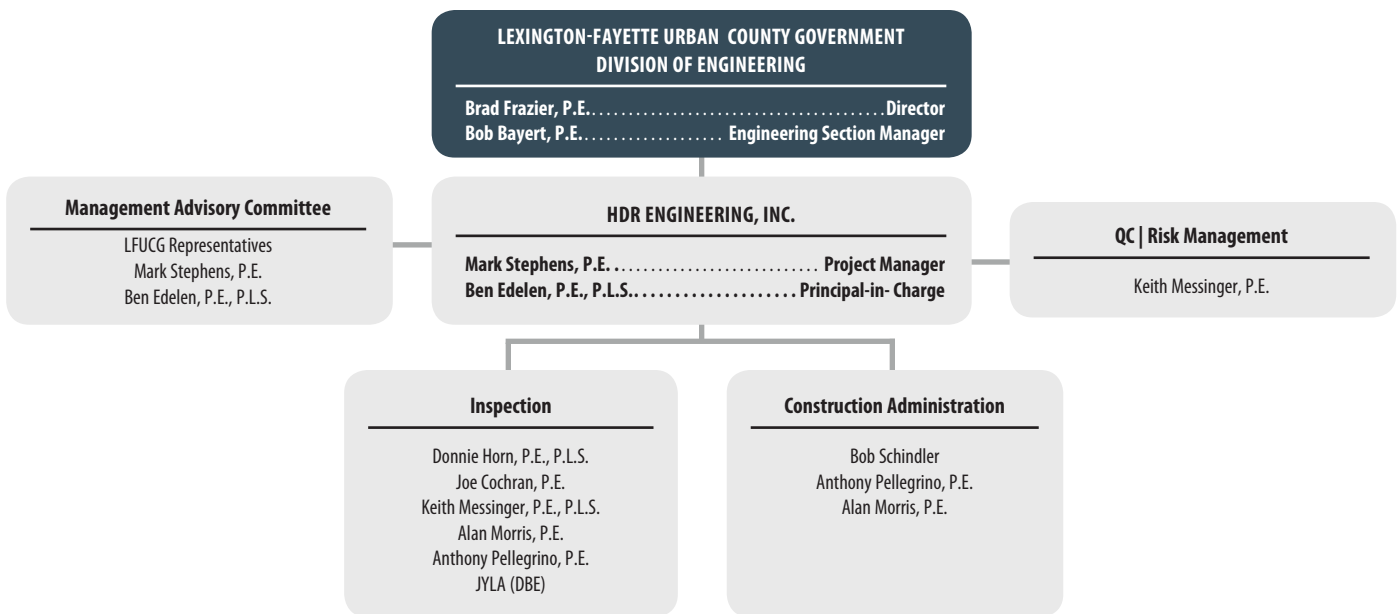 LEXINGTON-FAYETTE URBAN COUNTY GOVERNMENT
DIVISION OF ENGINEERING
Brad Frazier, P.E.......................................Director
Bob Bayert, P.E................... Engineering Section Manager
Management Advisory Committee
LFUCG Representatives
Mark Stephens, P.E.
Ben Edelen, P.E., P.L.S.
HDR ENGINEERING, INC.
Mark Stephens, P.E. ............................. Project Manager
Ben Edelen, P.E., P.L.S...................... Principal-in- Charge
QC | Risk Management
Keith Messinger, P.E.
Inspection
Donnie Horn, P.E., P.L.S.
Joe Cochran, P.E.
Keith Messinger, P.E., P.L.S.
Alan Morris, P.E.
Anthony Pellegrino, P.E.
JYLA (DBE)
Construction Administration
Bob Schindler
Anthony Pellegrino, P.E.
Alan Morris, P.E.